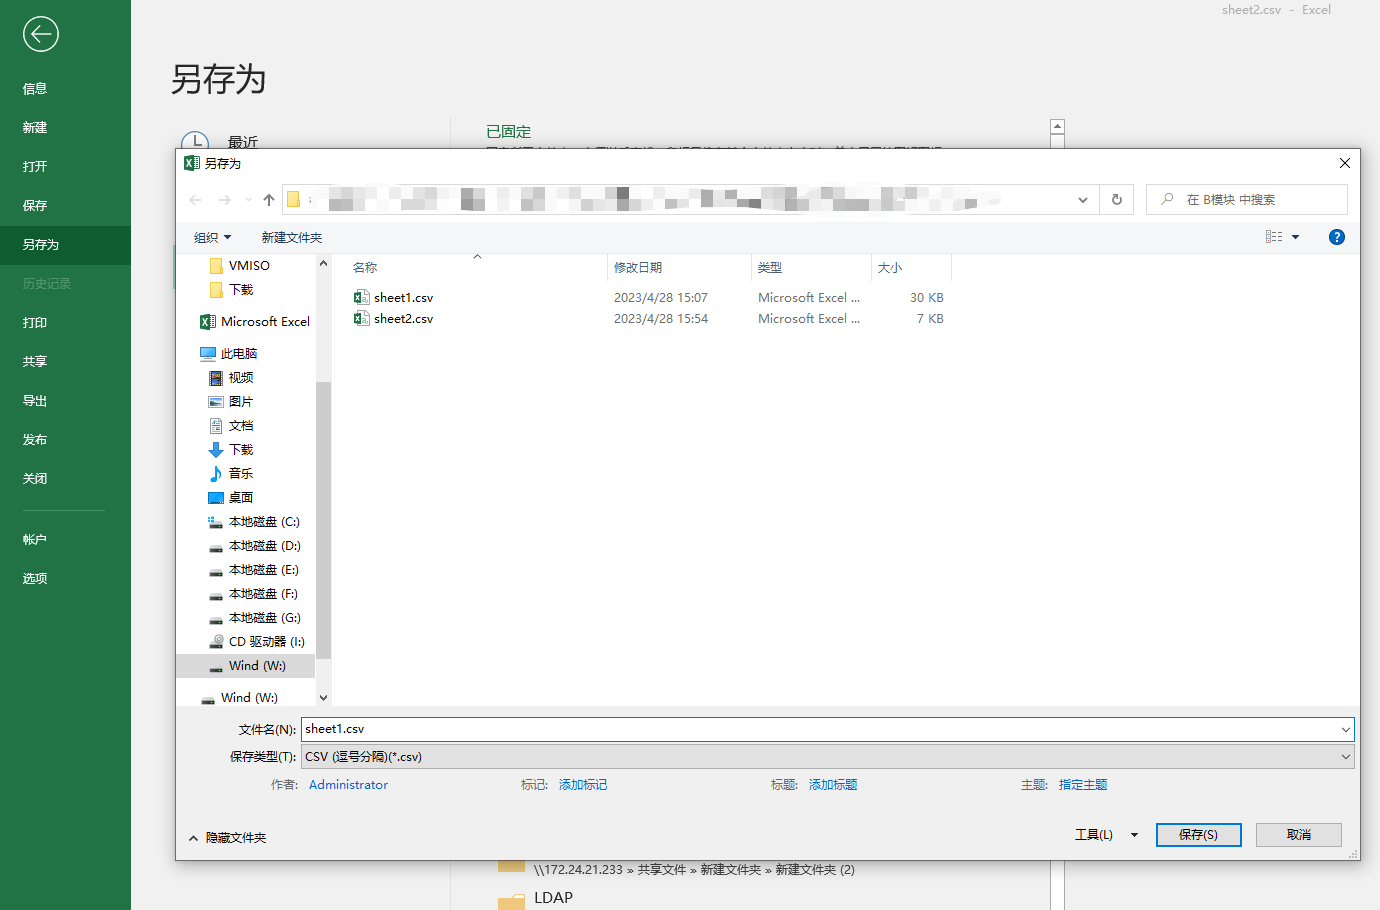 sheet2.csv - Excel
信息
新建
打开
保存
另存为
历史记录
打印
共享
导出
发布
关闭
帐户
选项
另存为
最近
已固定
另存为
在 B模块 中搜索
组织 新建文件夹
VMISO
下载
Microsoft Excel
此电脑
视频
图片
文档
下载
音乐
桌面
本地磁盘 (C:)
本地磁盘 (D:)
本地磁盘 (E:)
本地磁盘 (F:)
本地磁盘 (G:)
CD 驱动器 (I:)
Wind (W:)
Wind (W:)
名称 修改日期 类型 大小
sheet1.csv 2023/4/28 15:07 Microsoft Excel ... 30 KB
sheet2.csv 2023/4/28 15:54 Microsoft Excel ... 7 KB
文件名(N): sheet1.csv
保存类型(T): CSV (逗号分隔)(*.csv)
作者: Administrator 标记: 添加标记 标题: 添加标题 主题: 指定主题
隐藏文件夹 工具(L) 保存(S) 取消
\\172.24.21.233 » 共享文件 » 新建文件夹 » 新建文件夹 (2)
LDAP